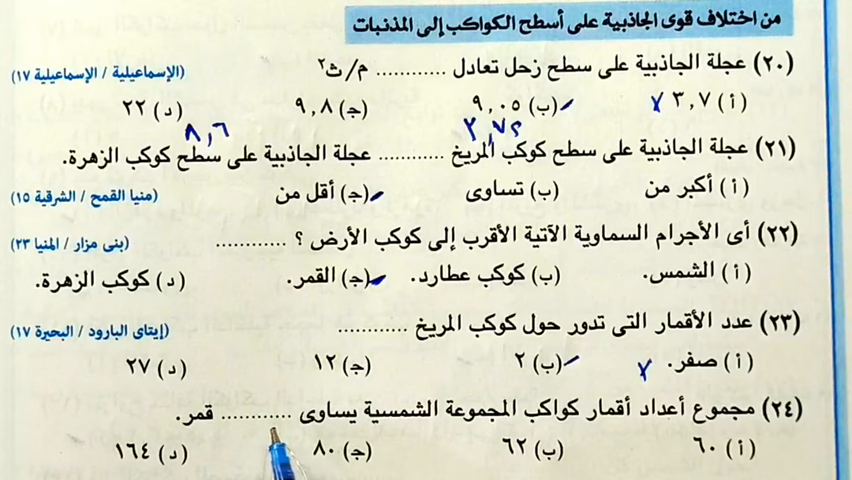 من اختلاف قوى الجاذبية على أسطح الكواكب إلى المذنبات
(٢٠) عجلة الجاذبية على سطح زحل تعادل ............ م/ث٢ (الإسماعيلية / الإسماعيلية ١٧)
(أ) ٣,٧ (ب) ٩,٠٥ (جـ) ٩,٨ (د) ٢٢
٣,٧٢ ٨,٦
(٢١) عجلة الجاذبية على سطح كوكب المريخ ............ عجلة الجاذبية على سطح كوكب الزهرة.
(أ) أكبر من (ب) تساوى (جـ) أقل من (منيا القمح / الشرقية ١٥)
(٢٢) أى الأجرام السماوية الآتية الأقرب إلى كوكب الأرض ؟ ............ (بنى مزار / المنيا ٢٣)
(أ) الشمس. (ب) كوكب عطارد. (جـ) القمر. (د) كوكب الزهرة.
(٢٣) عدد الأقمار التى تدور حول كوكب المريخ ............ (إيتاى البارود / البحيرة ١٧)
(أ) صفر. (ب) ٢ (جـ) ١٢ (د) ٢٧
(٢٤) مجموع أعداد أقمار كواكب المجموعة الشمسية يساوى ............ قمر.
(أ) ٦٠ (ب) ٦٢ (جـ) ٨٠ (د) ١٦٤